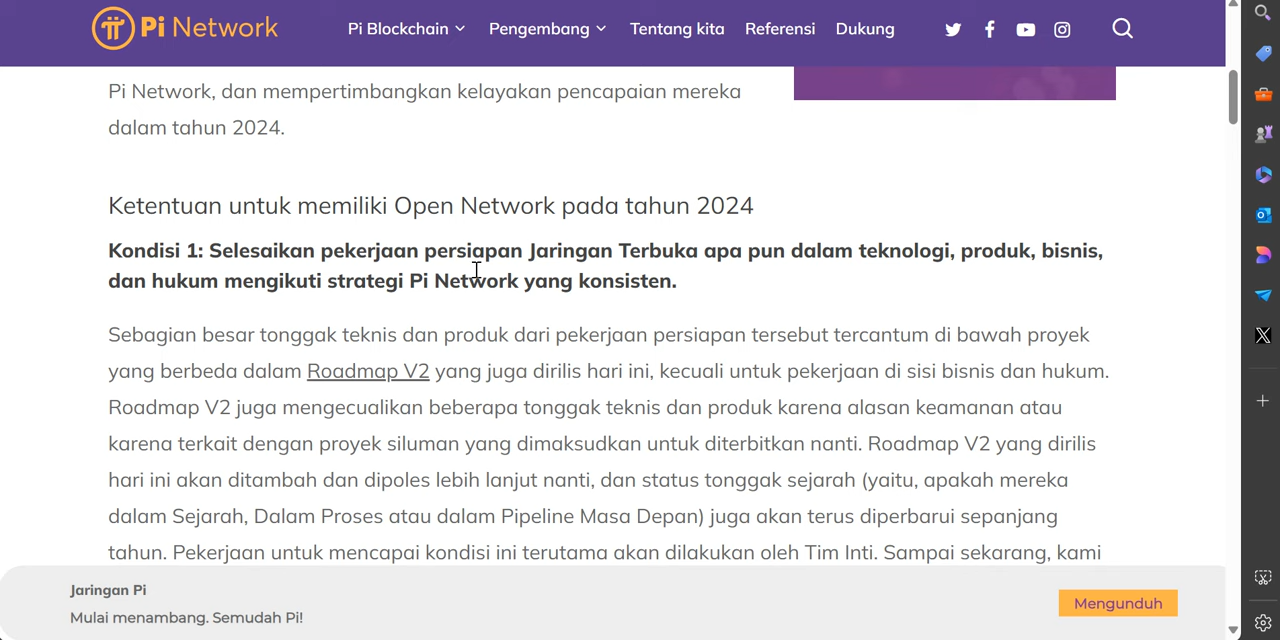 Pi Network
Pi Blockchain
Pengembang
Tentang kita
Referensi
Dukung
Pi Network, dan mempertimbangkan kelayakan pencapaian mereka
dalam tahun 2024.
Ketentuan untuk memiliki Open Network pada tahun 2024
Kondisi 1: Selesaikan pekerjaan persiapan Jaringan Terbuka apa pun dalam teknologi, produk, bisnis,
dan hukum mengikuti strategi Pi Network yang konsisten.
Sebagian besar tonggak teknis dan produk dari pekerjaan persiapan tersebut tercantum di bawah proyek
yang berbeda dalam Roadmap V2 yang juga dirilis hari ini, kecuali untuk pekerjaan di sisi bisnis dan hukum.
Roadmap V2 juga mengecualikan beberapa tonggak teknis dan produk karena alasan keamanan atau
karena terkait dengan proyek siluman yang dimaksudkan untuk diterbitkan nanti. Roadmap V2 yang dirilis
hari ini akan ditambah dan dipoles lebih lanjut nanti, dan status tonggak sejarah (yaitu, apakah mereka
dalam Sejarah, Dalam Proses atau dalam Pipeline Masa Depan) juga akan terus diperbarui sepanjang
tahun. Pekerjaan untuk mencapai kondisi ini terutama akan dilakukan oleh Tim Inti. Sampai sekarang, kami
Jaringan Pi
Mulai menambang. Semudah Pi!
Mengunduh